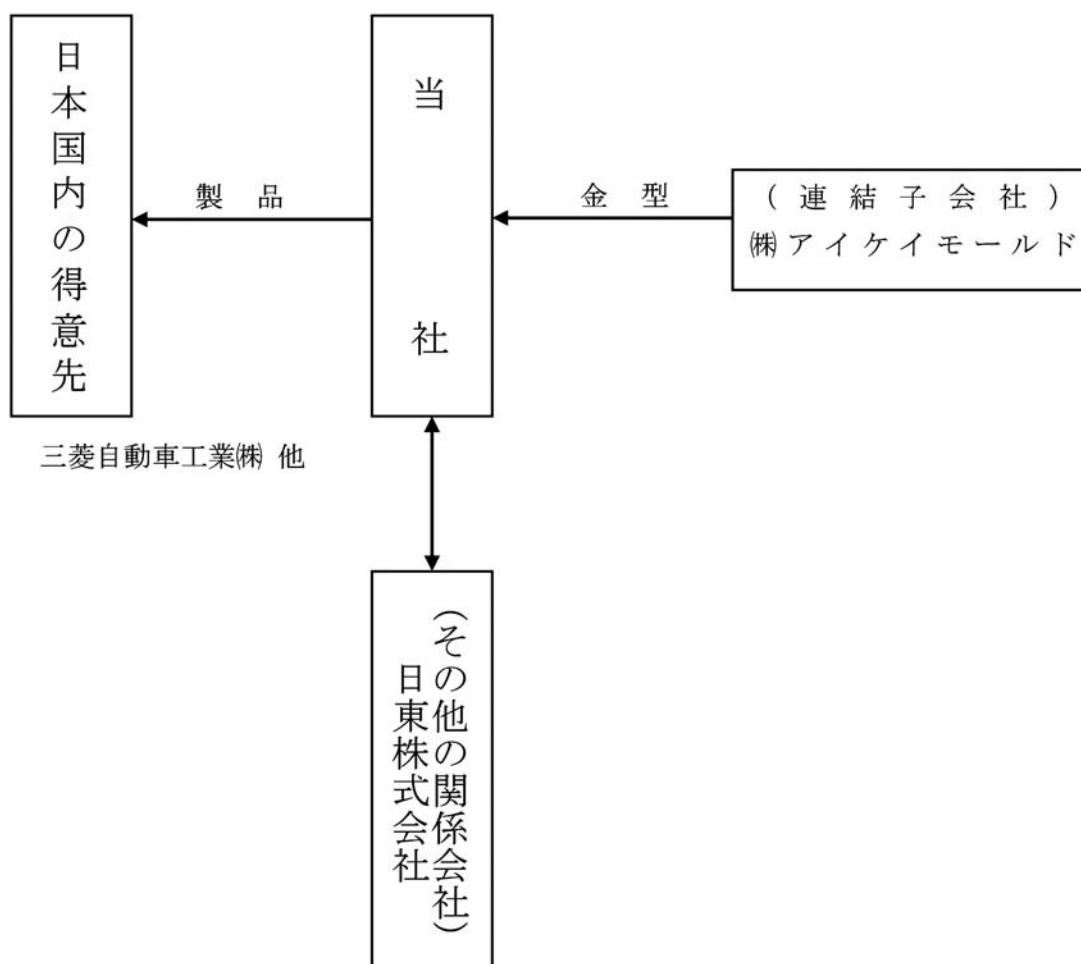 日本国内の得意先
製品
当社
金型
(連結子会社)
㈱アイケイモールド
三菱自動車工業㈱ 他
(その他の関係会社)
日東株式会社